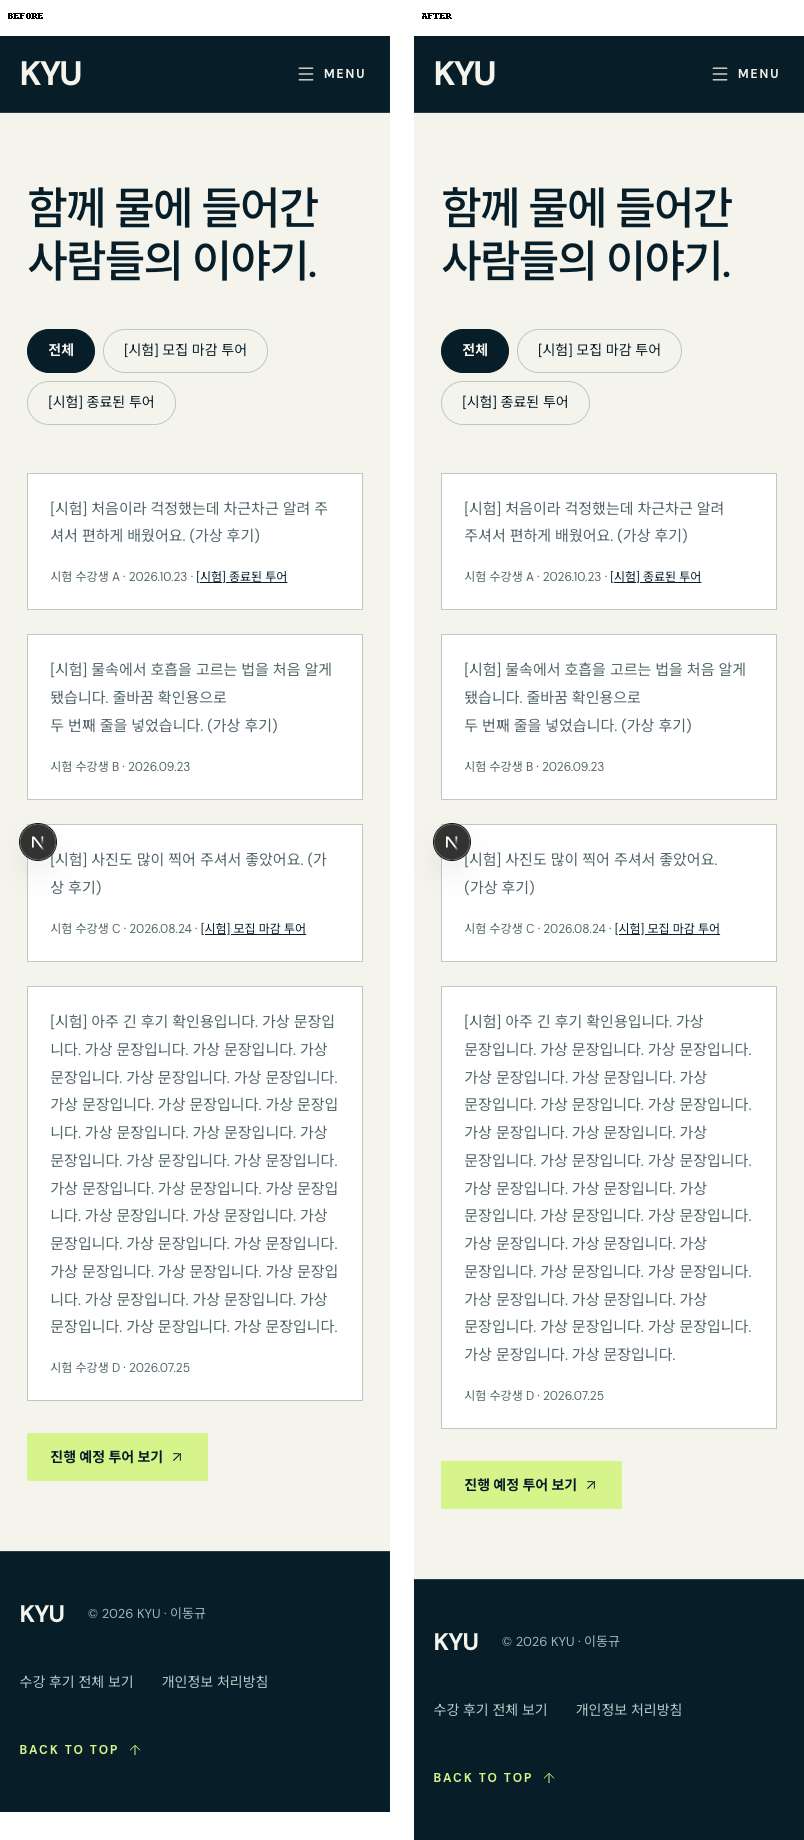 BEFORE
KYU
MENU
함께 물에 들어간
사람들의 이야기.
전체
[시험] 모집 마감 투어
[시험] 종료된 투어
[시험] 처음이라 걱정했는데 차근차근 알려 주
셔서 편하게 배웠어요. (가상 후기)
시험 수강생 A · 2026.10.23 · [시험] 종료된 투어
[시험] 물속에서 호흡을 고르는 법을 처음 알게
됐습니다. 줄바꿈 확인용으로
두 번째 줄을 넣었습니다. (가상 후기)
시험 수강생 B · 2026.09.23
N
[시험] 사진도 많이 찍어 주셔서 좋았어요. (가
상 후기)
시험 수강생 C · 2026.08.24 · [시험] 모집 마감 투어
[시험] 아주 긴 후기 확인용입니다. 가상 문장입
니다. 가상 문장입니다. 가상 문장입니다. 가상
문장입니다. 가상 문장입니다. 가상 문장입니다.
가상 문장입니다. 가상 문장입니다. 가상 문장입
니다. 가상 문장입니다. 가상 문장입니다. 가상
문장입니다. 가상 문장입니다. 가상 문장입니다.
가상 문장입니다. 가상 문장입니다. 가상 문장입
니다. 가상 문장입니다. 가상 문장입니다. 가상
문장입니다. 가상 문장입니다. 가상 문장입니다.
가상 문장입니다. 가상 문장입니다. 가상 문장입
니다. 가상 문장입니다. 가상 문장입니다. 가상
문장입니다. 가상 문장입니다. 가상 문장입니다.
시험 수강생 D · 2026.07.25
진행 예정 투어 보기
KYU
© 2026 KYU · 이동규
수강 후기 전체 보기
개인정보 처리방침
BACK TO TOP
AFTER
KYU
MENU
함께 물에 들어간
사람들의 이야기.
전체
[시험] 모집 마감 투어
[시험] 종료된 투어
[시험] 처음이라 걱정했는데 차근차근 알려
주셔서 편하게 배웠어요. (가상 후기)
시험 수강생 A · 2026.10.23 · [시험] 종료된 투어
[시험] 물속에서 호흡을 고르는 법을 처음 알게
됐습니다. 줄바꿈 확인용으로
두 번째 줄을 넣었습니다. (가상 후기)
시험 수강생 B · 2026.09.23
N
[시험] 사진도 많이 찍어 주셔서 좋았어요.
(가상 후기)
시험 수강생 C · 2026.08.24 · [시험] 모집 마감 투어
[시험] 아주 긴 후기 확인용입니다. 가상
문장입니다. 가상 문장입니다. 가상 문장입니다.
가상 문장입니다. 가상 문장입니다. 가상
문장입니다. 가상 문장입니다. 가상 문장입니다.
가상 문장입니다. 가상 문장입니다. 가상
문장입니다. 가상 문장입니다. 가상 문장입니다.
가상 문장입니다. 가상 문장입니다. 가상
문장입니다. 가상 문장입니다. 가상 문장입니다.
가상 문장입니다. 가상 문장입니다. 가상
문장입니다. 가상 문장입니다. 가상 문장입니다.
가상 문장입니다. 가상 문장입니다. 가상
문장입니다. 가상 문장입니다. 가상 문장입니다.
가상 문장입니다. 가상 문장입니다.
시험 수강생 D · 2026.07.25
진행 예정 투어 보기
KYU
© 2026 KYU · 이동규
수강 후기 전체 보기
개인정보 처리방침
BACK TO TOP